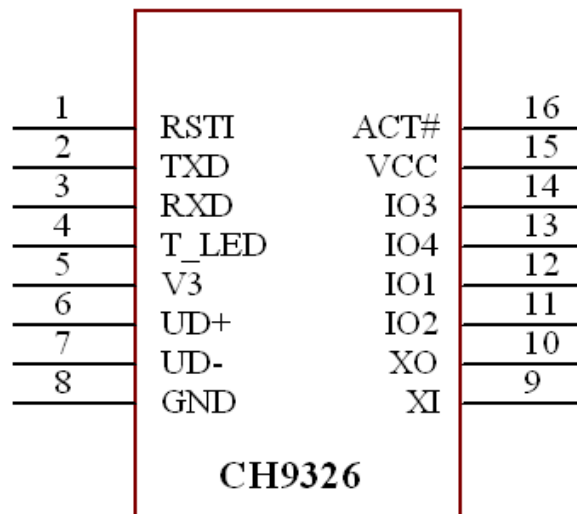 1 RSTI ACT# 16
2 TXD VCC 15
3 RXD IO3 14
4 T_LED IO4 13
5 V3 IO1 12
6 UD+ IO2 11
7 UD- XO 10
8 GND XI 9
CH9326